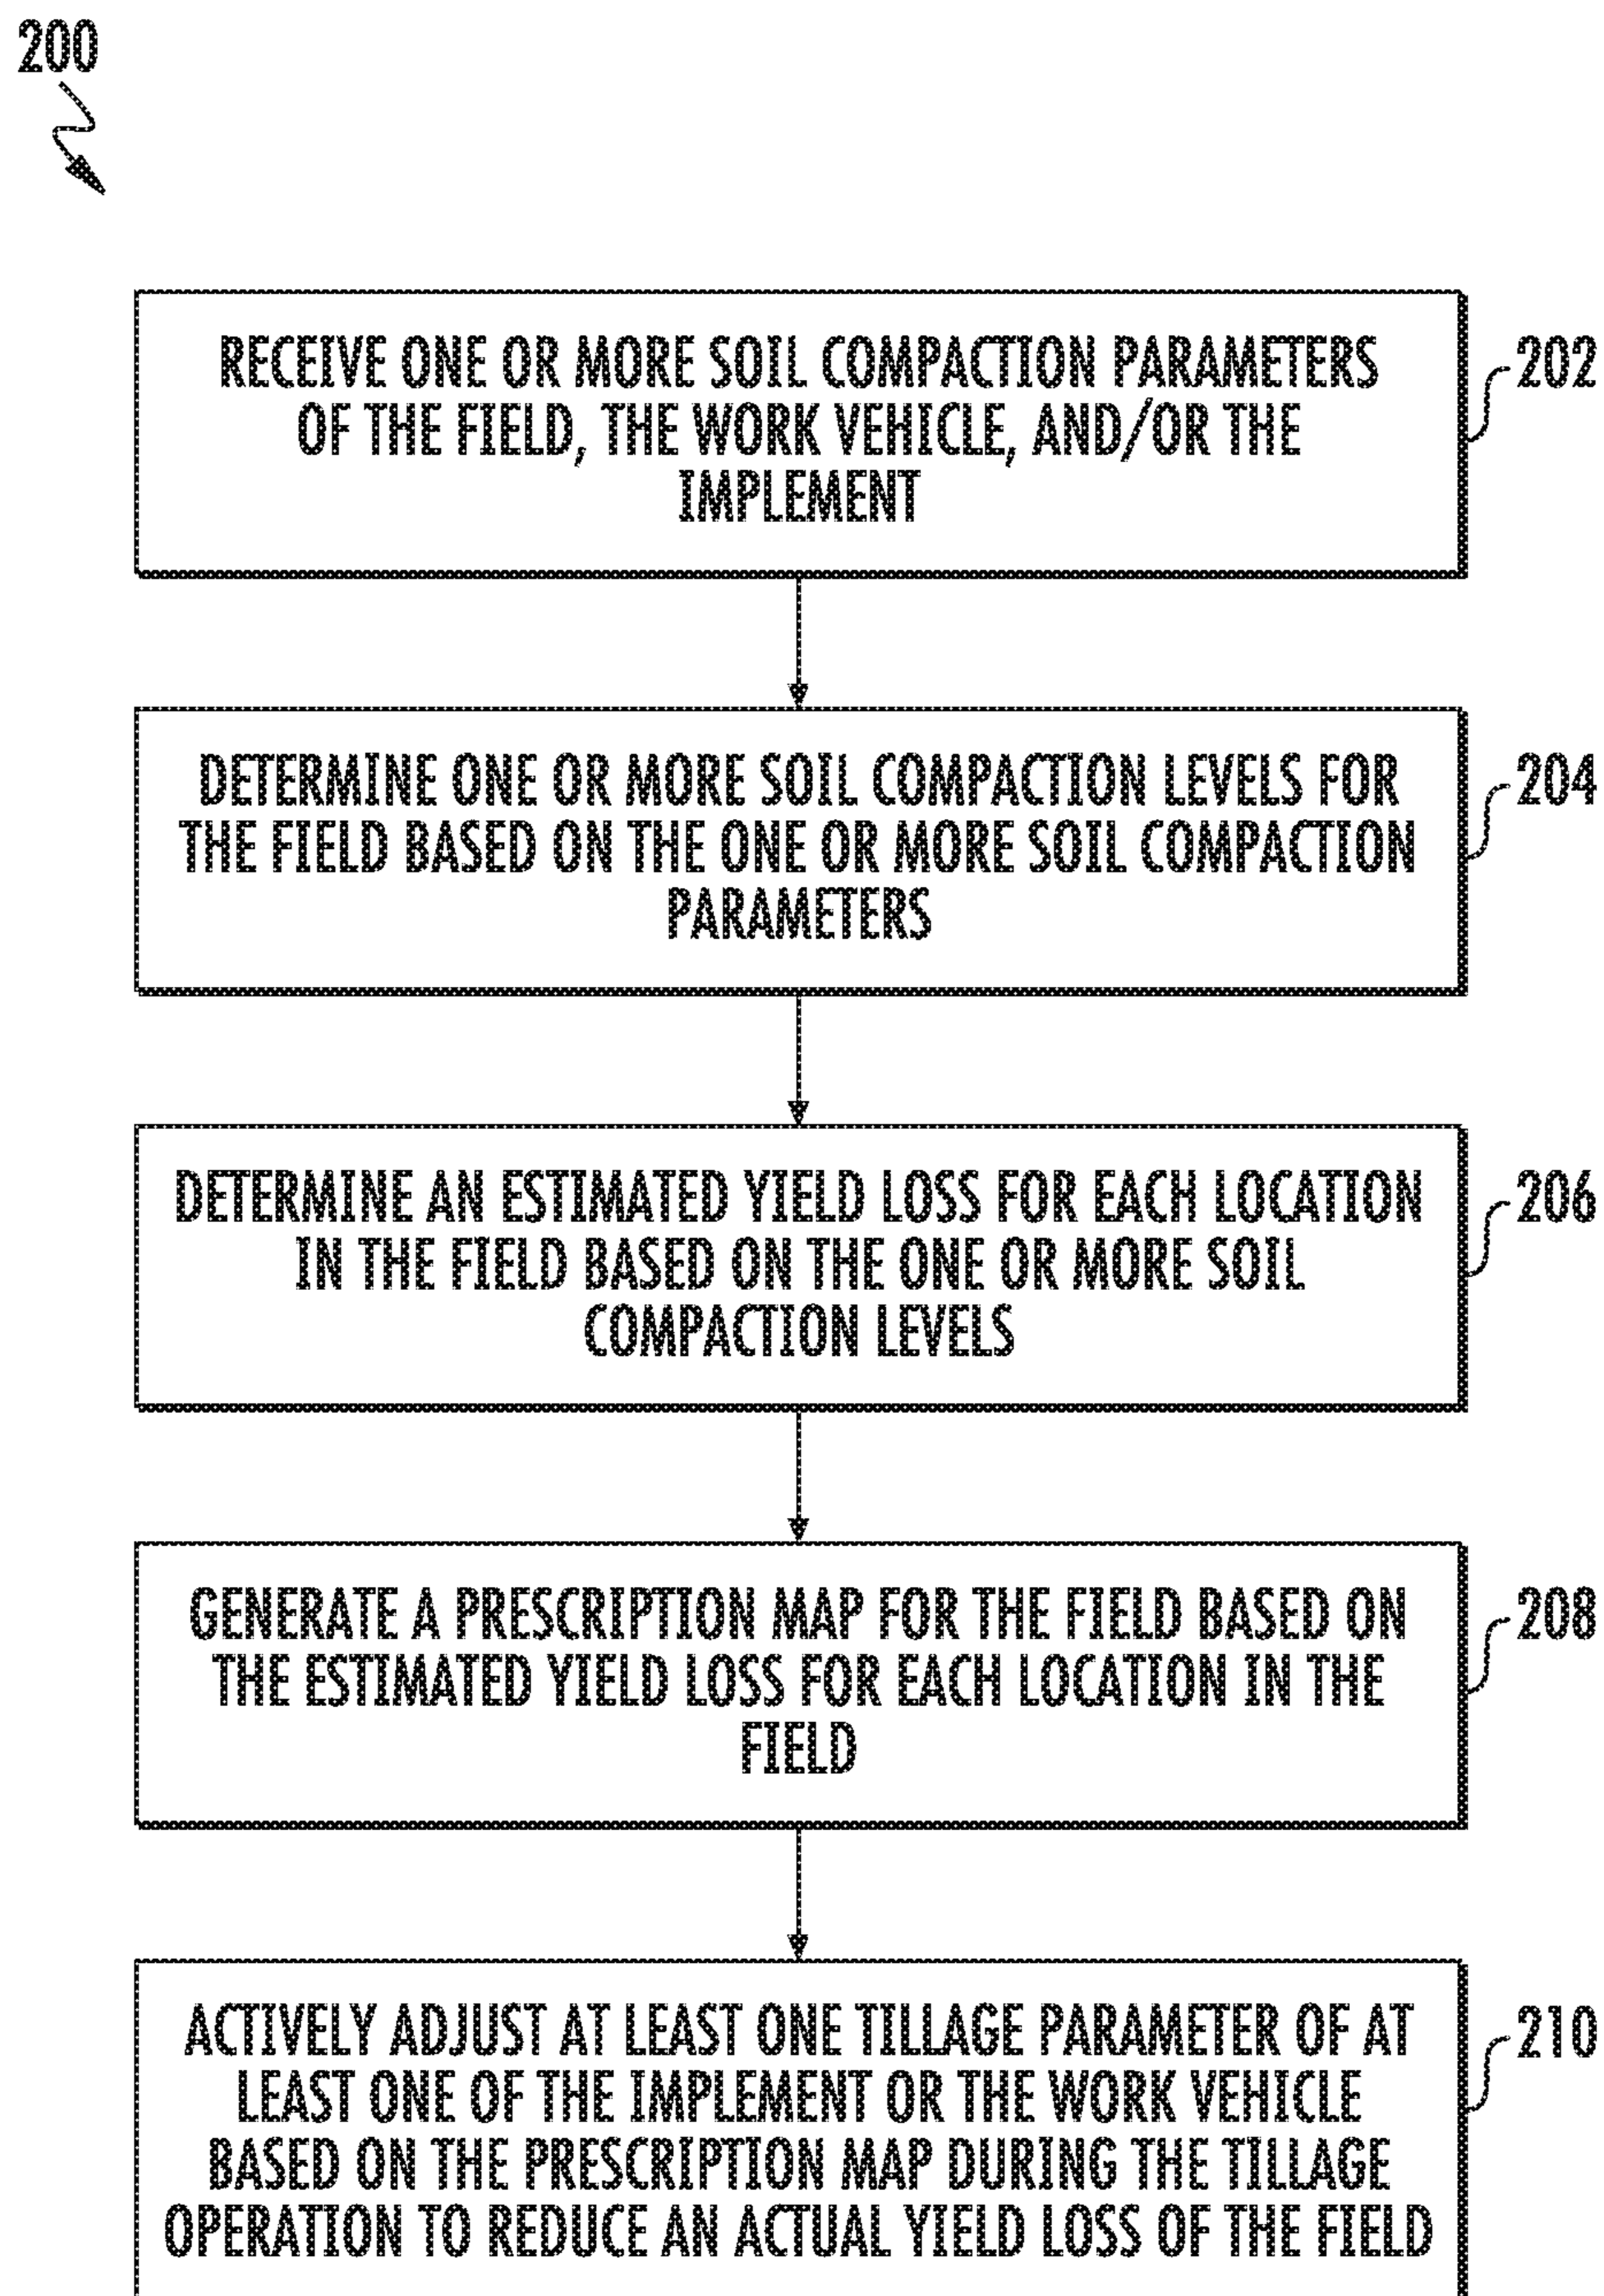 200
RECEIVE ONE OR MORE SOIL COMPACTION PARAMETERS
OF THE FIELD, THE WORK VEHICLE, AND/OR THE
IMPLEMENT
202
DETERMINE ONE OR MORE SOIL COMPACTION LEVELS FOR
THE FIELD BASED ON THE ONE OR MORE SOIL COMPACTION
PARAMETERS
204
DETERMINE AN ESTIMATED YIELD LOSS FOR EACH LOCATION
IN THE FIELD BASED ON THE ONE OR MORE SOIL
COMPACTION LEVELS
206
GENERATE A PRESCRIPTION MAP FOR THE FIELD BASED ON
THE ESTIMATED YIELD LOSS FOR EACH LOCATION IN THE
FIELD
208
ACTIVELY ADJUST AT LEAST ONE TILLAGE PARAMETER OF AT
LEAST ONE OF THE IMPLEMENT OR THE WORK VEHICLE
BASED ON THE PRESCRIPTION MAP DURING THE TILLAGE
OPERATION TO REDUCE AN ACTUAL YIELD LOSS OF THE FIELD
210